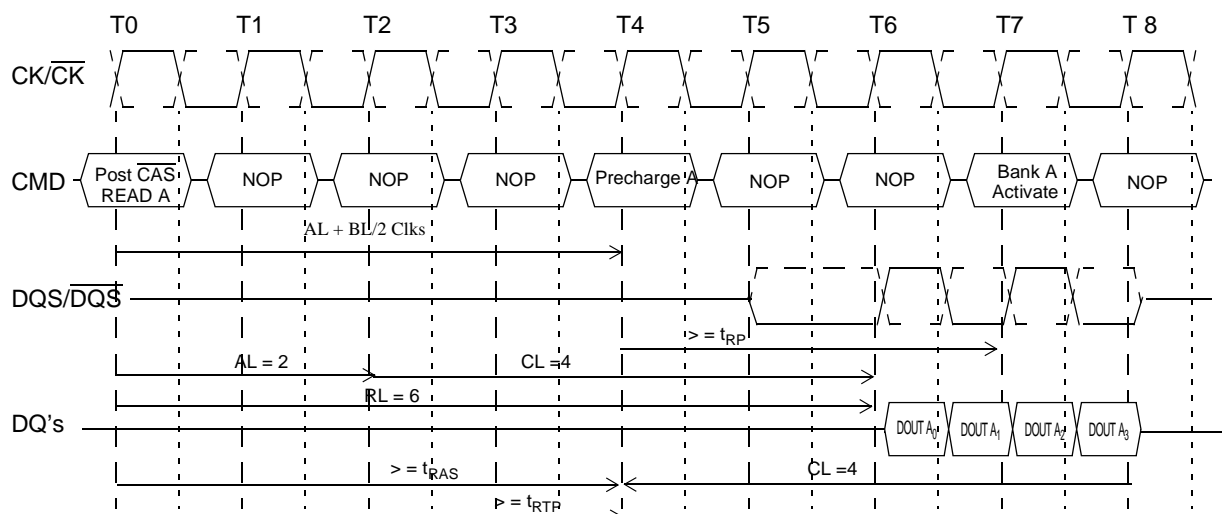 T0 T1 T2 T3 T4 T5 T6 T7 T 8
CK/CK
CMD
Post CAS
READ A
NOP NOP NOP Precharge A NOP NOP
Bank A
Activate
NOP
AL + BL/2 Clks
DQS/DQS
> = tRP
AL = 2 CL =4
RL = 6
DQ's
DOUT A0 DOUT A1 DOUT A2 DOUT A3
> = tRAS CL =4
> = tRTP